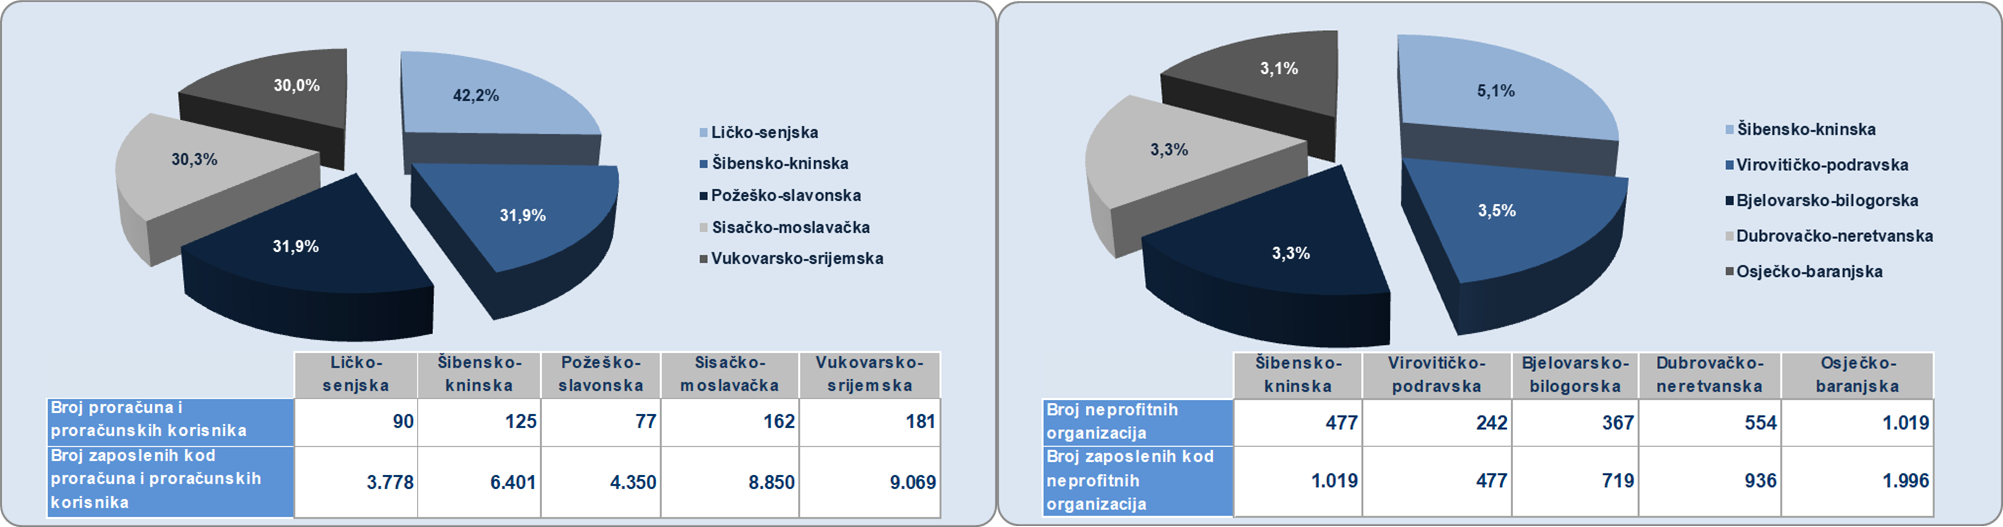 30,0%
42,2%
30,3%
31,9%
31,9%
Ličko-senjska
Šibensko-kninska
Požeško-slavonska
Sisačko-moslavačka
Vukovarsko-srijemska
Ličko-
senjska
Šibensko-
kninska
Požeško-
slavonska
Sisačko-
moslavačka
Vukovarsko-
srijemska
Broj proračuna i
proračunskih korisnika
90 125 77 162 181
Broj zaposlenih kod
proračuna i proračunskih
korisnika
3.778 6.401 4.350 8.850 9.069
3,1%
5,1%
3,3%
3,5%
3,3%
Šibensko-kninska
Virovitičko-podravska
Bjelovarsko-bilogorska
Dubrovačko-neretvanska
Osječko-baranjska
Šibensko-
kninska
Virovitičko-
podravska
Bjelovarsko-
bilogorska
Dubrovačko-
neretvanska
Osječko-
baranjska
Broj neprofitnih
organizacija
477 242 367 554 1.019
Broj zaposlenih kod
neprofitnih
organizacija
1.019 477 719 936 1.996